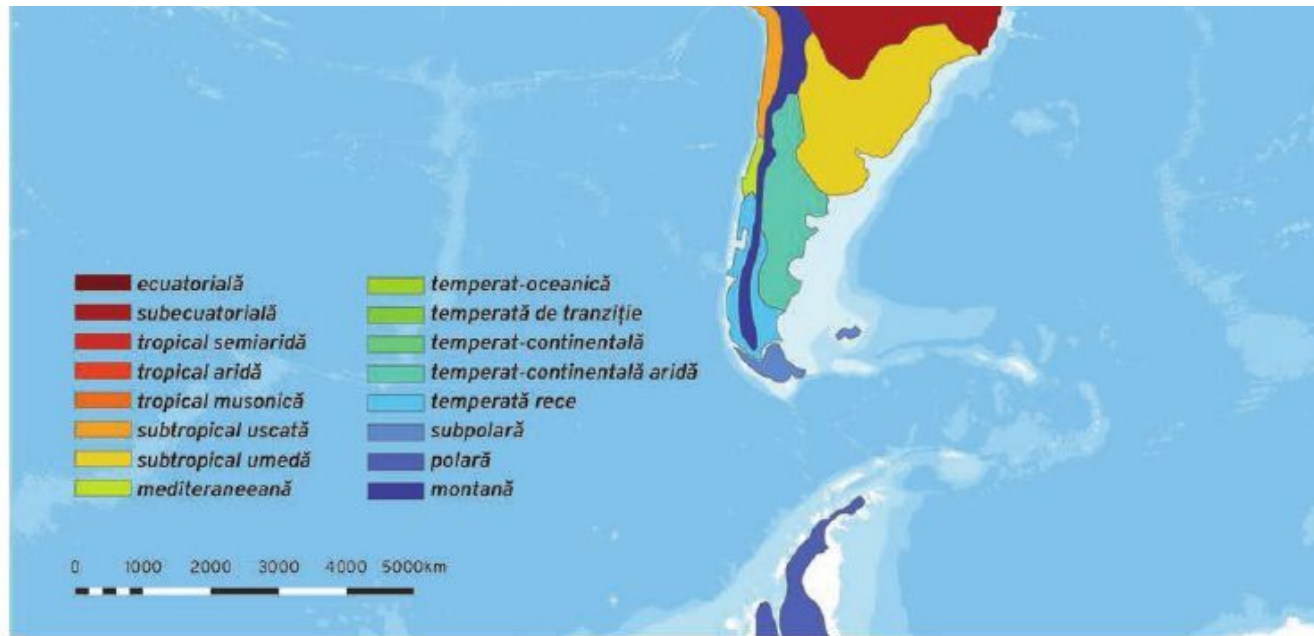 ecuatorială
subecuatorială
tropical semiaridă
tropical aridă
tropical musonică
subtropical uscată
subtropical umedă
mediteraneeană
temperat-oceanică
temperată de tranziție
temperat-continentală
temperat-continentală aridă
temperată rece
subpolară
polară
montană
0 1000 2000 3000 4000 5000km